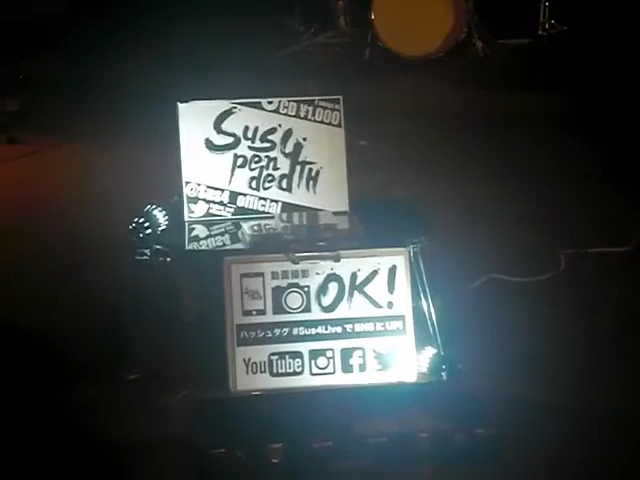 CD ¥1,000
Sus4
pen
dedTH
@Sus4_official
動画撮影
OK!
ハッシュタグ #Sus4Live で SNS に UP!
YouTube